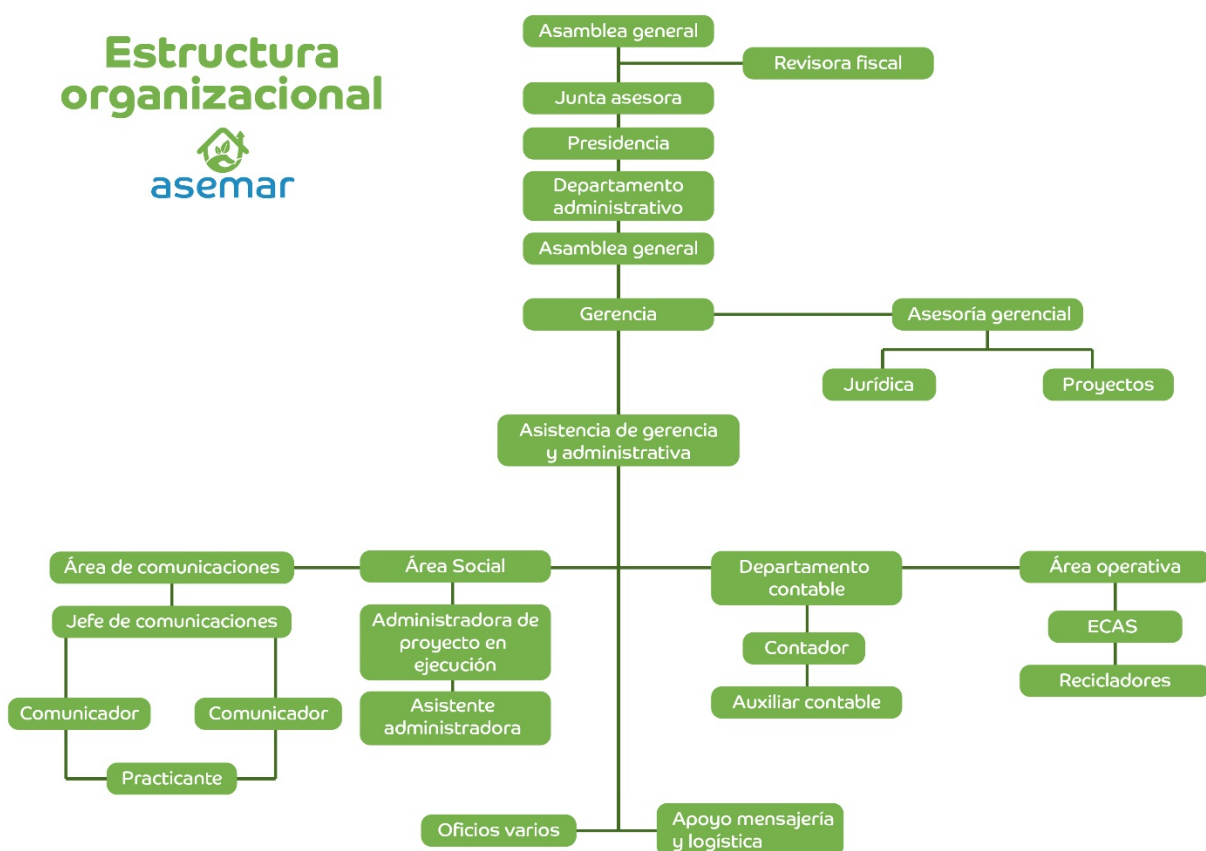 Estructura
organizacional
asemar
Asamblea general
Revisora fiscal
Junta asesora
Presidencia
Departamento
administrativo
Asamblea general
Gerencia
Asesoría gerencial
Jurídica
Proyectos
Asistencia de gerencia
y administrativa
Área de comunicaciones
Jefe de comunicaciones
Comunicador
Comunicador
Practicante
Área Social
Administradora de
proyecto en
ejecución
Asistente
administradora
Departamento
contable
Contador
Auxiliar contable
Área operativa
ECAS
Recicladores
Oficios varios
Apoyo mensajería
y logística